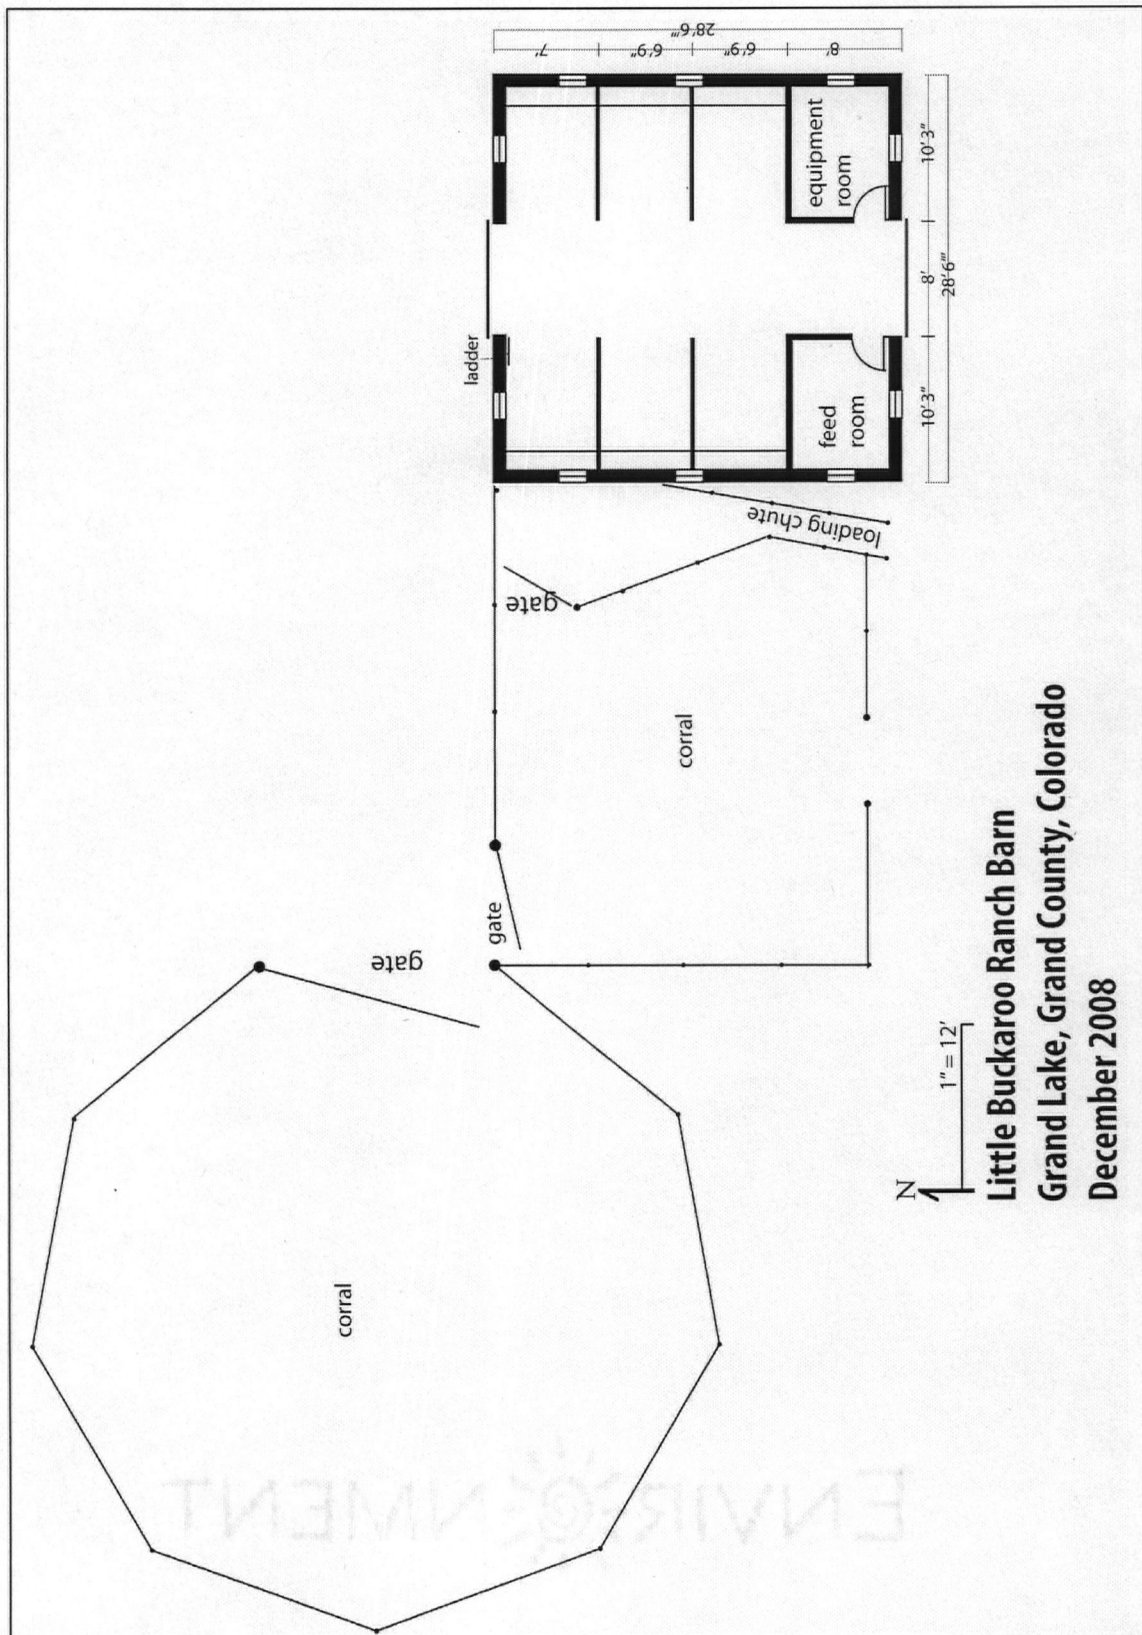 28'6'"
7'
6'9"
6'9"
8'
equipment
room
10'3"
8'
28'6'"
10'3"
ladder
feed
room
loading chute
gate
corral
gate
gate
corral
N
1" = 12'
Little Buckaroo Ranch Barn
Grand Lake, Grand County, Colorado
December 2008
ENVIRONMENT